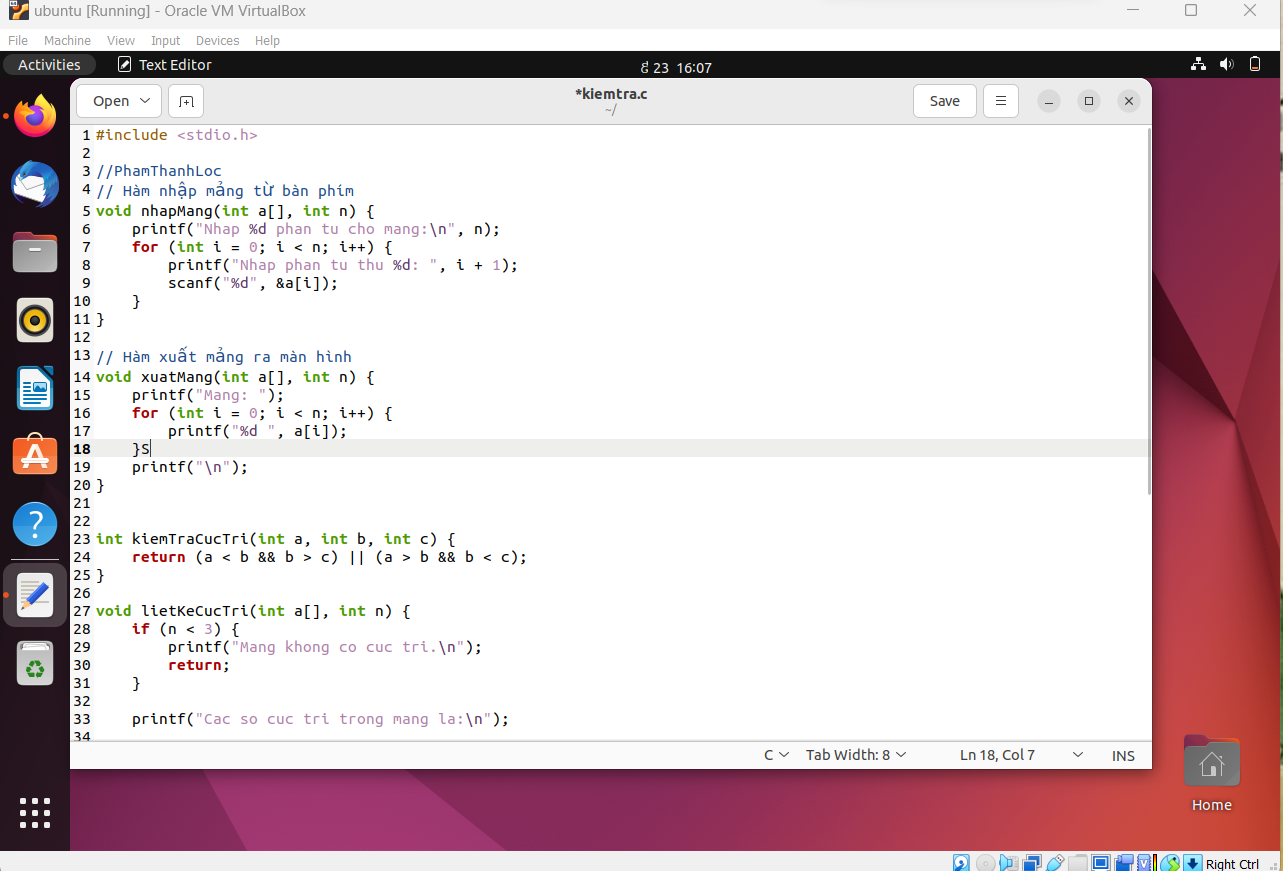 ubuntu [Running] - Oracle VM VirtualBox
File Machine View Input Devices Help
Activities Text Editor 23 16:07
Open *kiemtra.c Save
~/
1 #include <stdio.h>
2
3 //PhamThanhLoc
4 // Hàm nhập mảng từ bàn phím
5 void nhapMang(int a[], int n) {
6     printf("Nhap %d phan tu cho mang:\n", n);
7     for (int i = 0; i < n; i++) {
8         printf("Nhap phan tu thu %d: ", i + 1);
9         scanf("%d", &a[i]);
10     }
11 }
12
13 // Hàm xuất mảng ra màn hình
14 void xuatMang(int a[], int n) {
15     printf("Mang: ");
16     for (int i = 0; i < n; i++) {
17         printf("%d ", a[i]);
18     }S
19     printf("\n");
20 }
21
22
23 int kiemTraCucTri(int a, int b, int c) {
24     return (a < b && b > c) || (a > b && b < c);
25 }
26
27 void lietKeCucTri(int a[], int n) {
28     if (n < 3) {
29         printf("Mang khong co cuc tri.\n");
30         return;
31     }
32
33     printf("Cac so cuc tri trong mang la:\n");
34
C Tab Width: 8 Ln 18, Col 7 INS
Home
Right Ctrl